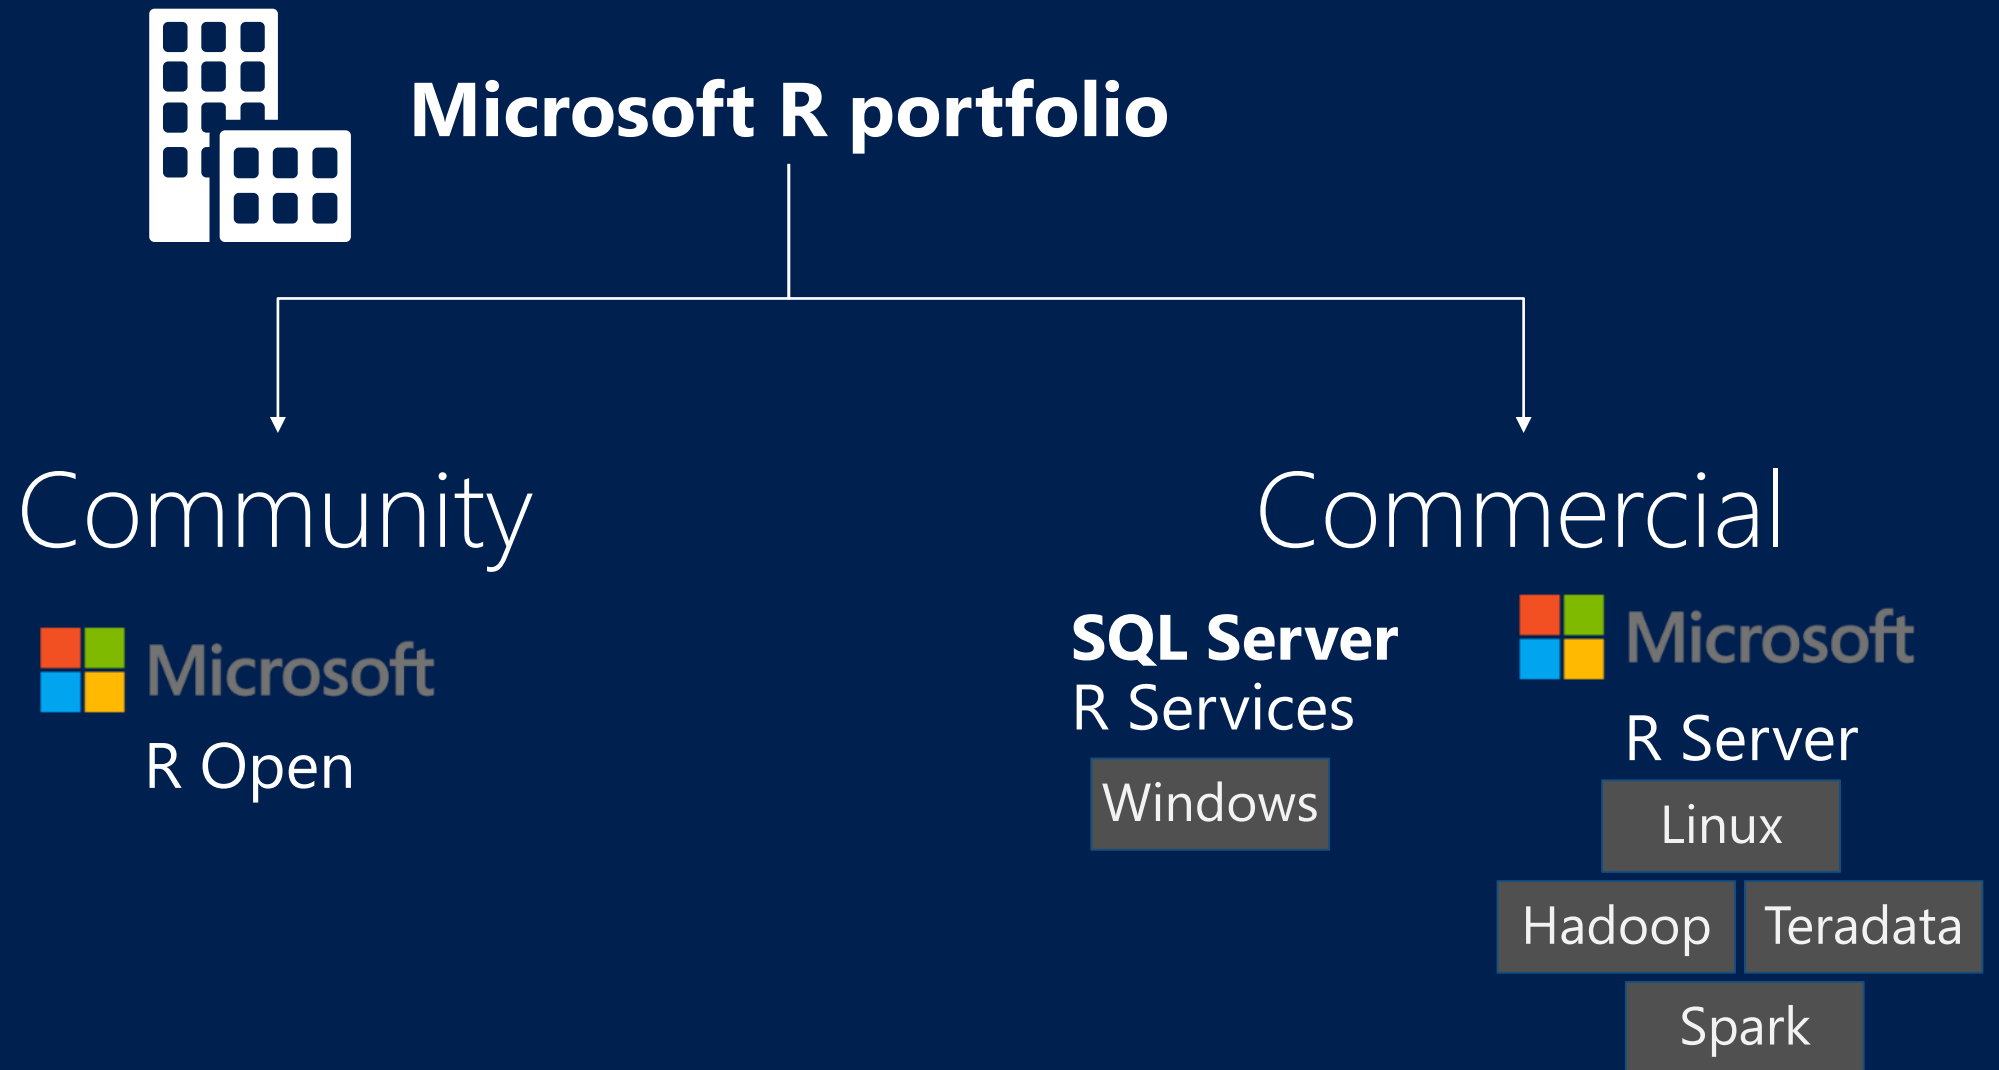 Microsoft R portfolio
Community
Microsoft
R Open
Commercial
SQL Server
R Services
Windows
Microsoft
R Server
Linux
Hadoop
Teradata
Spark